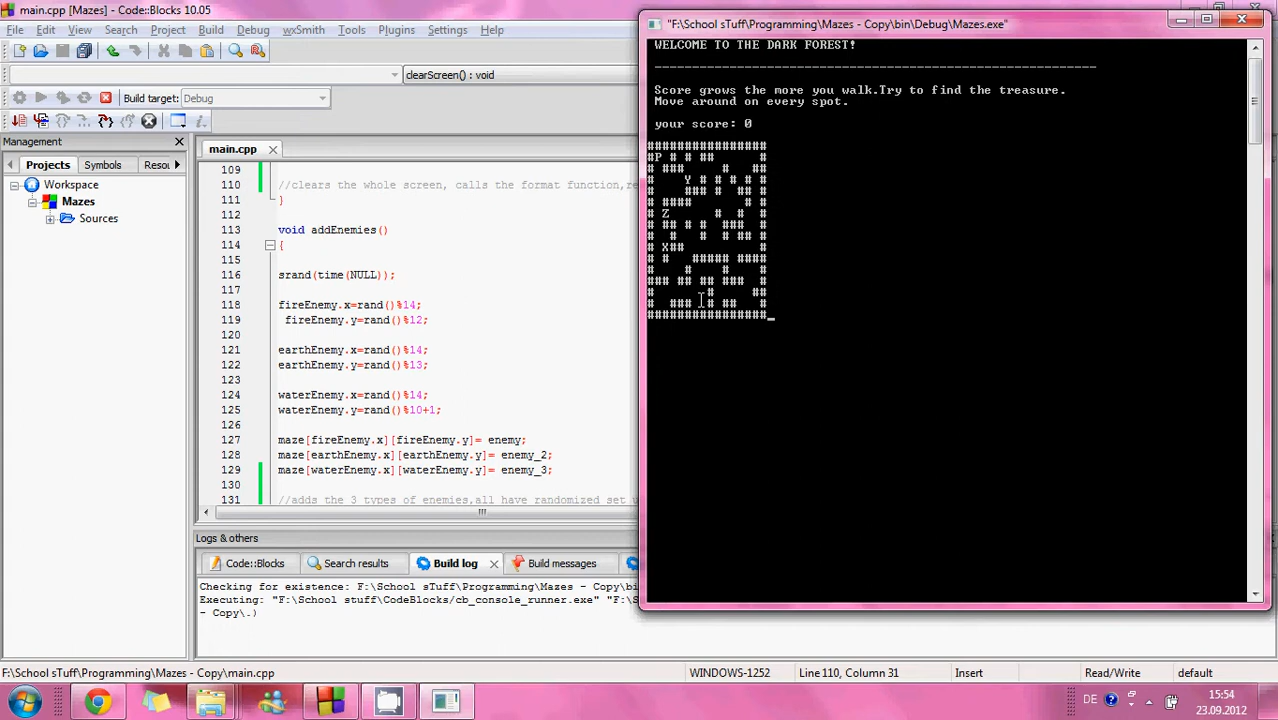 main.cpp [Mazes] - Code::Blocks 10.05
File Edit View Search Project Build Debug wxSmith Tools Plugins Settings Help
clearScreen() : void
Build target: Debug
Management
Projects Symbols Resou
Workspace
Mazes
Sources
main.cpp
109
110 //clears the whole screen, calls the format function,re
111 }
112
113 void addEnemies()
114 {
115
116 srand(time(NULL));
117
118 fireEnemy.x=rand()%14;
119 fireEnemy.y=rand()%12;
120
121 earthEnemy.x=rand()%14;
122 earthEnemy.y=rand()%13;
123
124 waterEnemy.x=rand()%14;
125 waterEnemy.y=rand()%10+1;
126
127 maze[fireEnemy.x][fireEnemy.y]= enemy;
128 maze[earthEnemy.x][earthEnemy.y]= enemy_2;
129 maze[waterEnemy.x][waterEnemy.y]= enemy_3;
130
131 //adds the 3 types of enemies,all have randomized set u
Logs & others
Code::Blocks Search results Build log Build messages
Checking for existence: F:\School sTuff\Programming\Mazes - Copy\bi
Executing: "F:\School stuff\CodeBlocks/cb_console_runner.exe" "F:\S
- Copy\.)
F:\School sTuff\Programming\Mazes - Copy\main.cpp WINDOWS-1252 Line 110, Column 31 Insert Read/Write default
"F:\School sTuff\Programming\Mazes - Copy\bin\Debug\Mazes.exe"
WELCOME TO THE DARK FOREST!
-----------------------------------------------------------
Score grows the more you walk.Try to find the treasure.
Move around on every spot.
your score: 0
################
#P # # ##      #
# ###     #   ##
#    Y # # # # #
#    ### #  ## #
# ####       # #
# Z      #  #  #
# ## # #  ###  #
#  #   #  # ## #
# X##          #
# #   ##### ####
#    #    #    #
### ## ## ###  #
#       #     ##
#  ###  # ##   #
################_
DE 15:54
23.09.2012